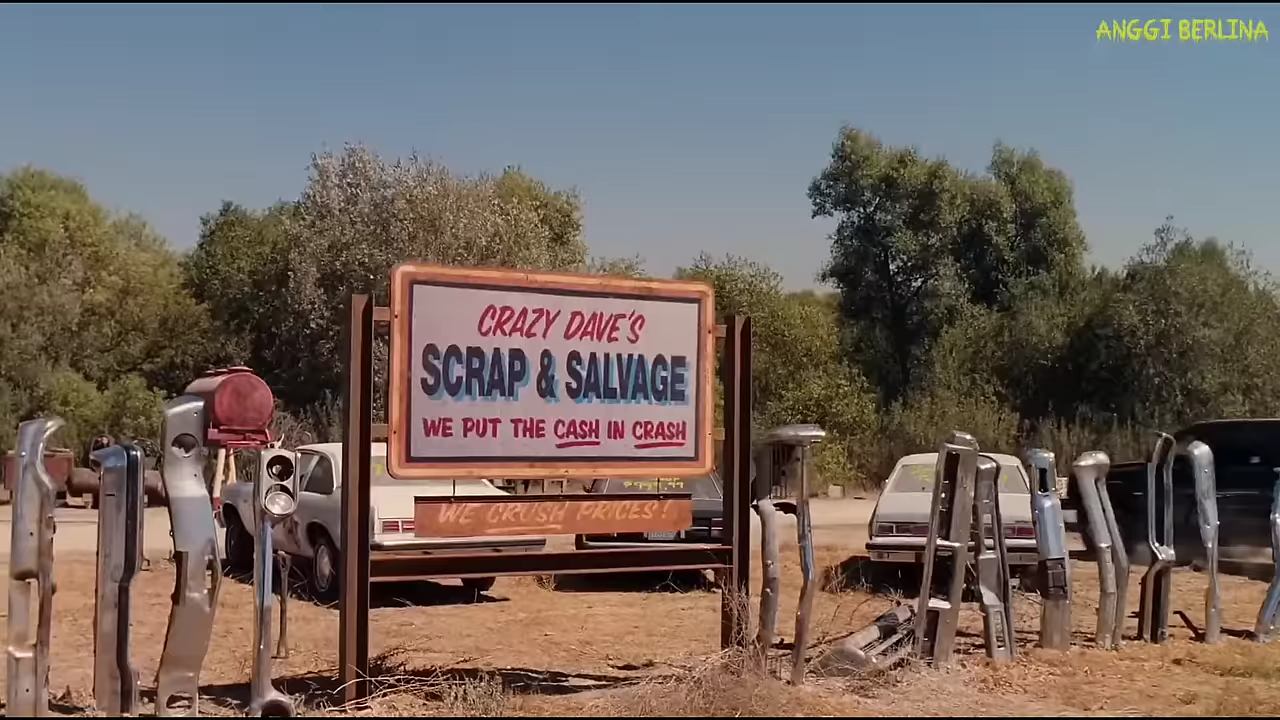 ANGGI BERLINA
CRAZY DAVE'S
SCRAP & SALVAGE
WE PUT THE CASH IN CRASH
WE CRUSH PRICES!